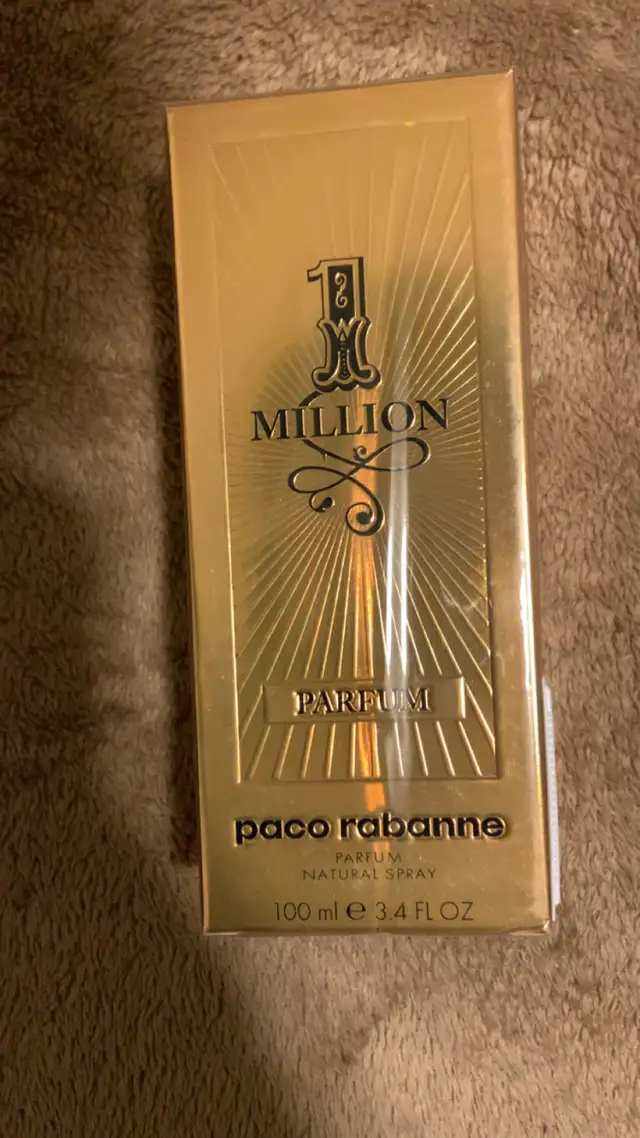 1
MILLION
PARFUM
paco rabanne
PARFUM
NATURAL SPRAY
100 ml e 3.4 FL OZ